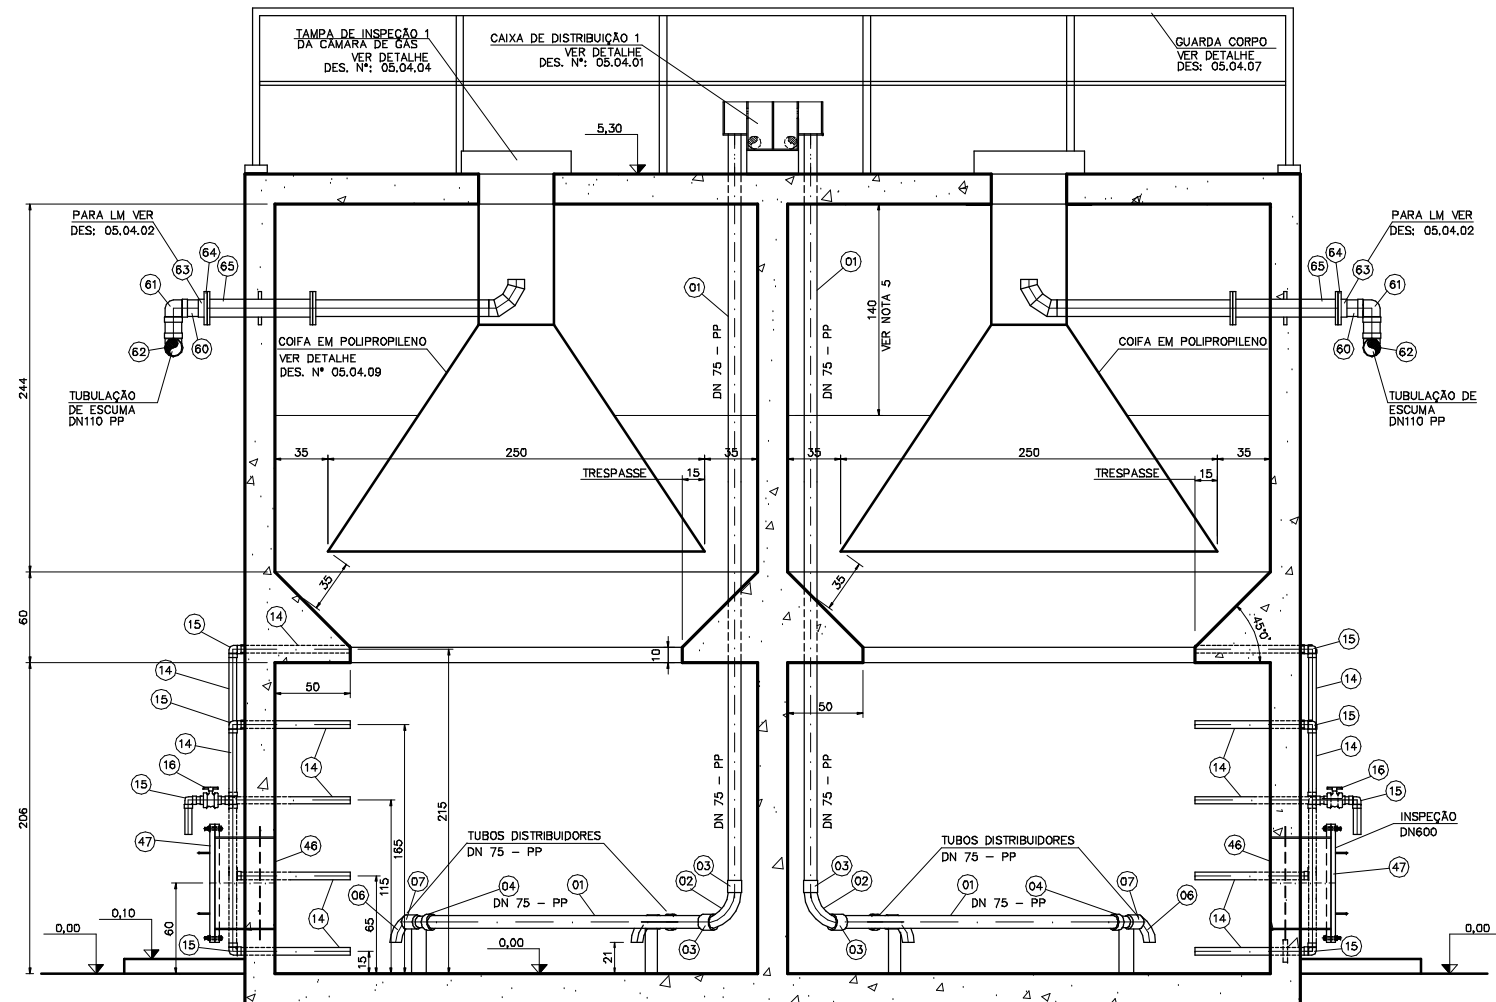 TAMPA DE INSPEÇÃO 1
DA CÂMARA DE GÁS
VER DETALHE
DES. Nº: 05.04.04
CAIXA DE DISTRIBUIÇÃO 1
VER DETALHE
DES. Nº: 05.04.01
GUARDA CORPO
VER DETALHE
DES: 05.04.07
5,30
PARA LM VER
DES: 05.04.02
PARA LM VER
DES: 05.04.02
61
63
64
65
60
62
01
01
65
64
63
61
60
62
TUBULAÇÃO
DE ESCUMA
DN110 PP
COIFA EM POLIPROPILENO
VER DETALHE
DES. Nº 05.04.09
DN 75 - PP
DN 75 - PP
140
VER NOTA 5
COIFA EM POLIPROPILENO
TUBULAÇÃO DE
ESCUMA
DN110 PP
244
35
250
35
TRESPASSE
15
35
250
35
TRESPASSE
15
35
35
60
45°0'
15
14
10
15
14
50
50
14
15
15
14
14
16
15
14
14
14
14
16
15
206
215
165
115
65
15
DN 75 - PP
DN 75 - PP
47
46
TUBOS DISTRIBUIDORES
DN 75 - PP
TUBOS DISTRIBUIDORES
DN 75 - PP
INSPEÇÃO
DN600
46
47
14
14
06
07
04
01
02
03
DN 75 - PP
03
03
02
03
01
DN 75 - PP
04
07
06
60
14
14
0,00
0,10
15
0,00
21
15
0,00